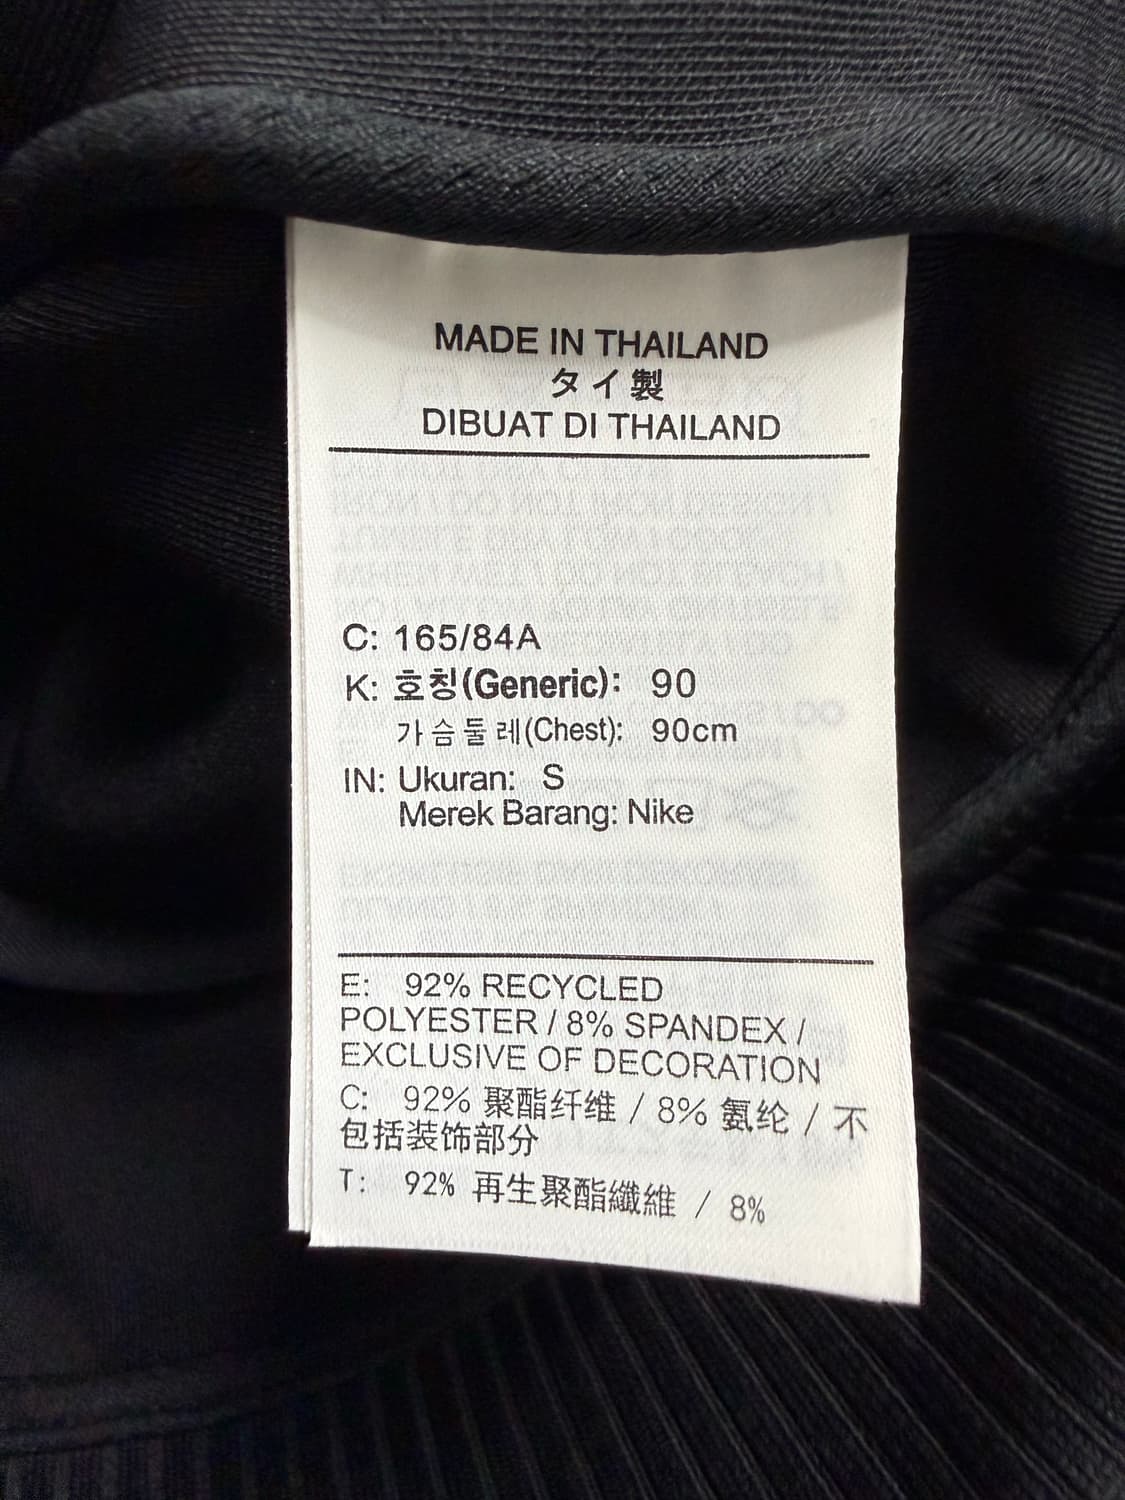 MADE IN THAILAND
タイ製
DIBUAT DI THAILAND
C: 165/84A
K: 호칭(Generic): 90
가슴둘레(Chest): 90cm
IN: Ukuran: S
Merek Barang: Nike
E: 92% RECYCLED
POLYESTER / 8% SPANDEX /
EXCLUSIVE OF DECORATION
C: 92% 聚酯纤维 / 8% 氨纶 / 不
包括装饰部分
T: 92% 再生聚酯纖維 / 8%